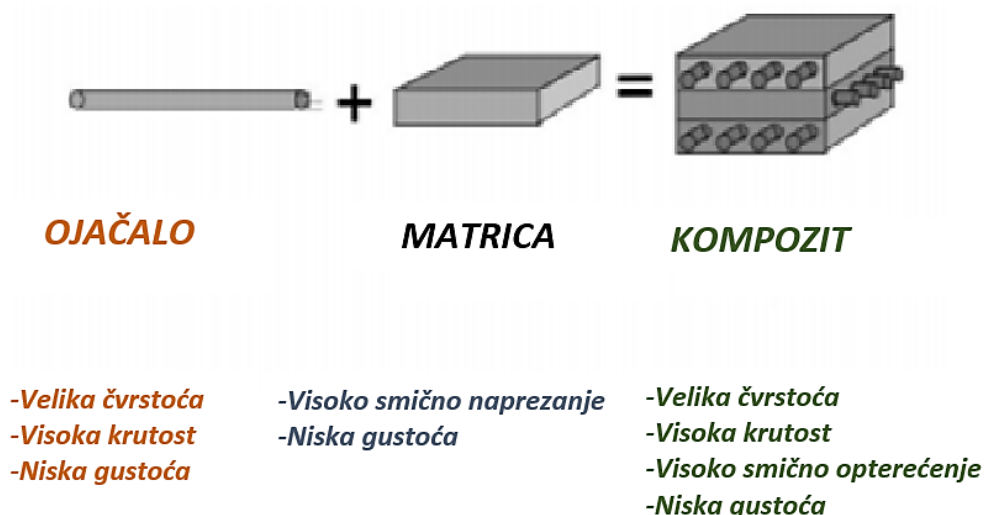 + =
OJAČALO
MATRICA
KOMPOZIT
-Velika čvrstoća
-Visoka krutost
-Niska gustoća
-Visoko smično naprezanje
-Niska gustoća
-Velika čvrstoća
-Visoka krutost
-Visoko smično opterećenje
-Niska gustoća